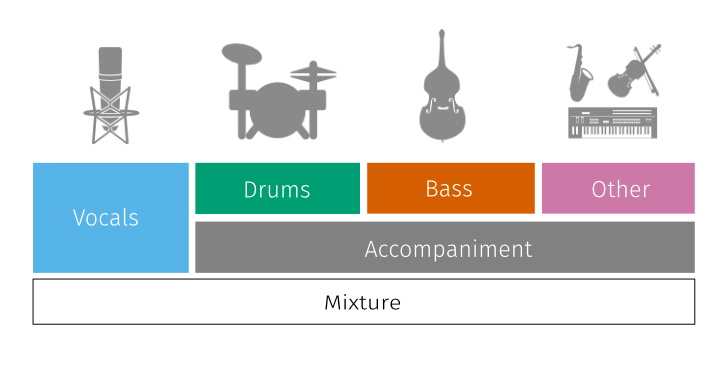 Vocals
Drums
Bass
Other
Accompaniment
Mixture